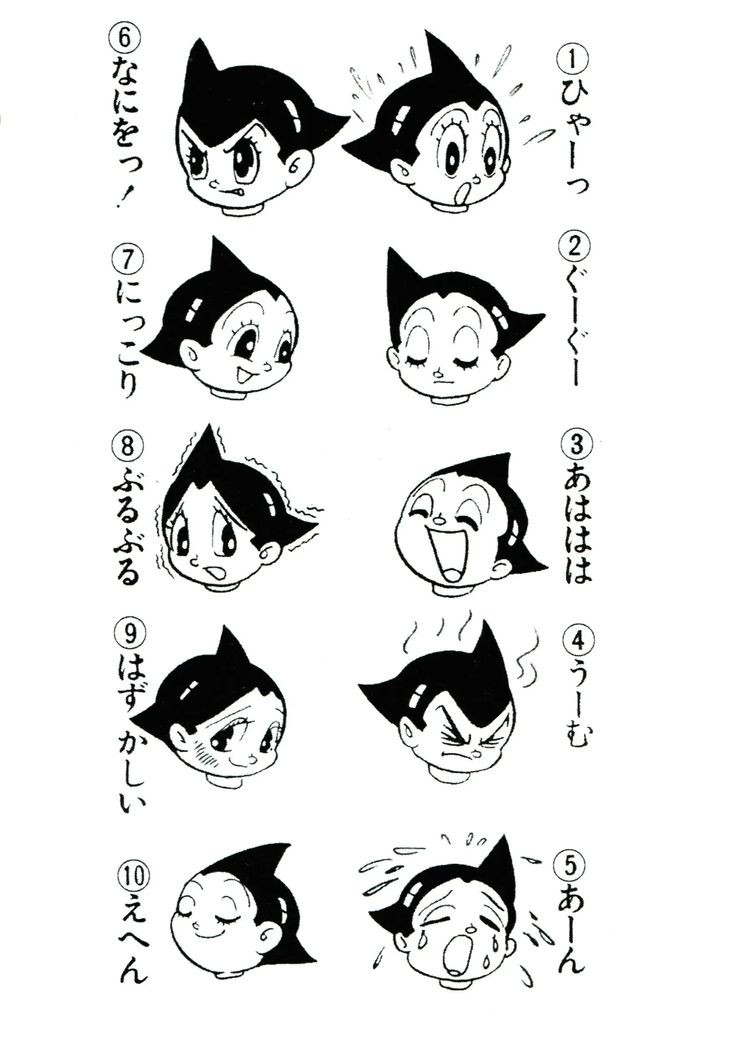 ①ひゃーっ
②ぐーぐー
③あははは
④うーむ
⑤あーん
⑥なにをっ!
⑦にっこり
⑧ぶるぶる
⑨はずかしい
⑩えへん